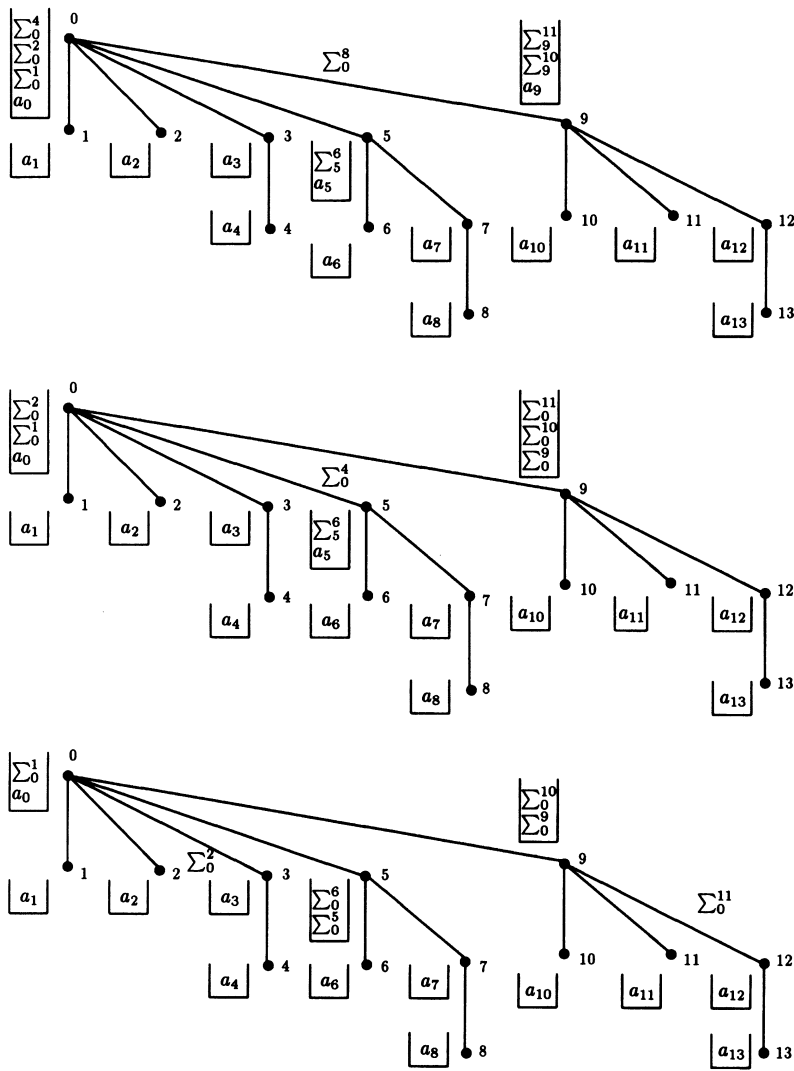 0
∑₀⁴
∑₀²
∑₀¹
a₀
∑₀⁸
∑₉¹¹
∑₉¹⁰
a₉
9
1
2
3
5
a₁
a₂
a₃
∑₅⁶
a₅
a₄
4
6
7
10
11
12
a₆
a₇
a₁₀
a₁₁
a₁₂
a₈
8
a₁₃
13
0
∑₀²
∑₀¹
a₀
∑₀¹¹
∑₀¹⁰
∑₀⁹
∑₀⁴
9
1
2
3
5
a₁
a₂
a₃
∑₅⁶
a₅
4
6
7
10
11
12
a₄
a₆
a₇
a₁₀
a₁₁
a₁₂
a₈
8
a₁₃
13
0
∑₀¹
a₀
∑₀¹⁰
∑₀⁹
9
∑₀²
1
2
3
5
a₁
a₂
a₃
∑₀⁶
∑₀⁵
∑₀¹¹
4
6
7
10
11
12
a₄
a₆
a₇
a₁₀
a₁₁
a₁₂
a₈
8
a₁₃
13